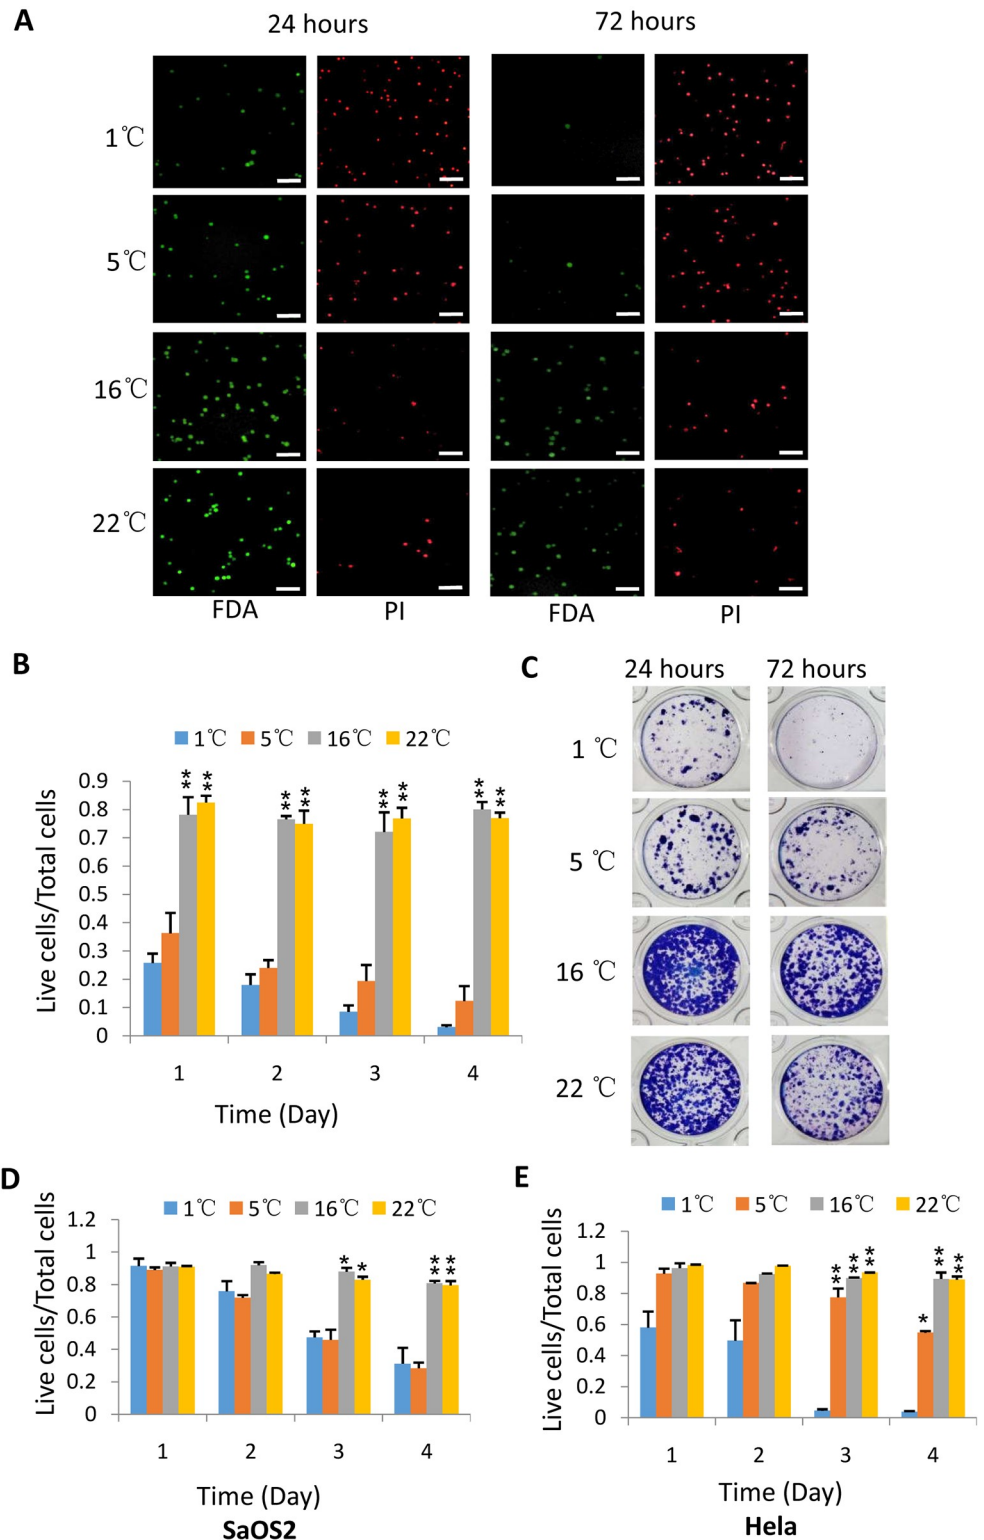 A
24 hours 72 hours
1℃
5℃
16℃
22℃
FDA PI FDA PI
B
1℃ 5℃ 16℃ 22℃
Live cells/Total cells
0.9
0.8
0.7
0.6
0.5
0.4
0.3
0.2
0.1
0
** ** ** ** ** ** ** **
1 2 3 4
Time (Day)
C
24 hours 72 hours
1 ℃
5 ℃
16 ℃
22 ℃
D
1℃ 5℃ 16℃ 22℃
Live cells/Total cells
1.2
1
0.8
0.6
0.4
0.2
0
* * ** **
1 2 3 4
Time (Day)
SaOS2
E
1℃ 5℃ 16℃ 22℃
Live cells/Total cells
1.2
1
0.8
0.6
0.4
0.2
0
** ** ** * ** **
1 2 3 4
Time (Day)
Hela